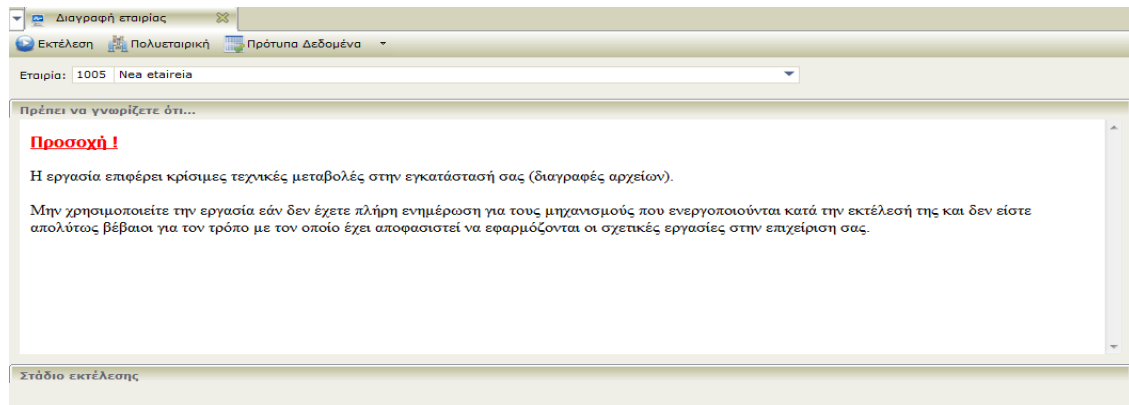 Διαγραφή εταιρίας
Εκτέλεση Πολυεταιρική Πρότυπα Δεδομένα
Εταιρία: 1005 Nea etaireia
Πρέπει να γνωρίζετε ότι...
Προσοχή !
Η εργασία επιφέρει κρίσιμες τεχνικές μεταβολές στην εγκατάστασή σας (διαγραφές αρχείων).
Μην χρησιμοποιείτε την εργασία εάν δεν έχετε πλήρη ενημέρωση για τους μηχανισμούς που ενεργοποιούνται κατά την εκτέλεσή της και δεν είστε
απολύτως βέβαιοι για τον τρόπο με τον οποίο έχει αποφασιστεί να εφαρμόζονται οι σχετικές εργασίες στην επιχείριση σας.
Στάδιο εκτέλεσης